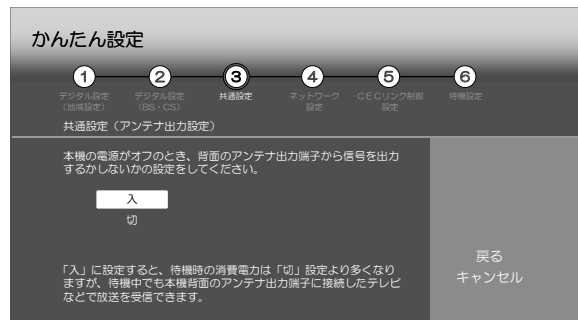 かんたん設定
1 2 3 4 5 6
デジタル設定 デジタル設定 共通設定 ネットワーク CECリンク制御 待機設定
（地域設定） （BS・CS） 設定 設定
共通設定（アンテナ出力設定）
本機の電源がオフのとき、背面のアンテナ出力端子から信号を出力
するかしないかの設定をしてください。
入
切
「入」に設定すると、待機時の消費電力は「切」設定より多くなり
ますが、待機中でも本機背面のアンテナ出力端子に接続したテレビ
などで放送を受信できます。
戻る
キャンセル